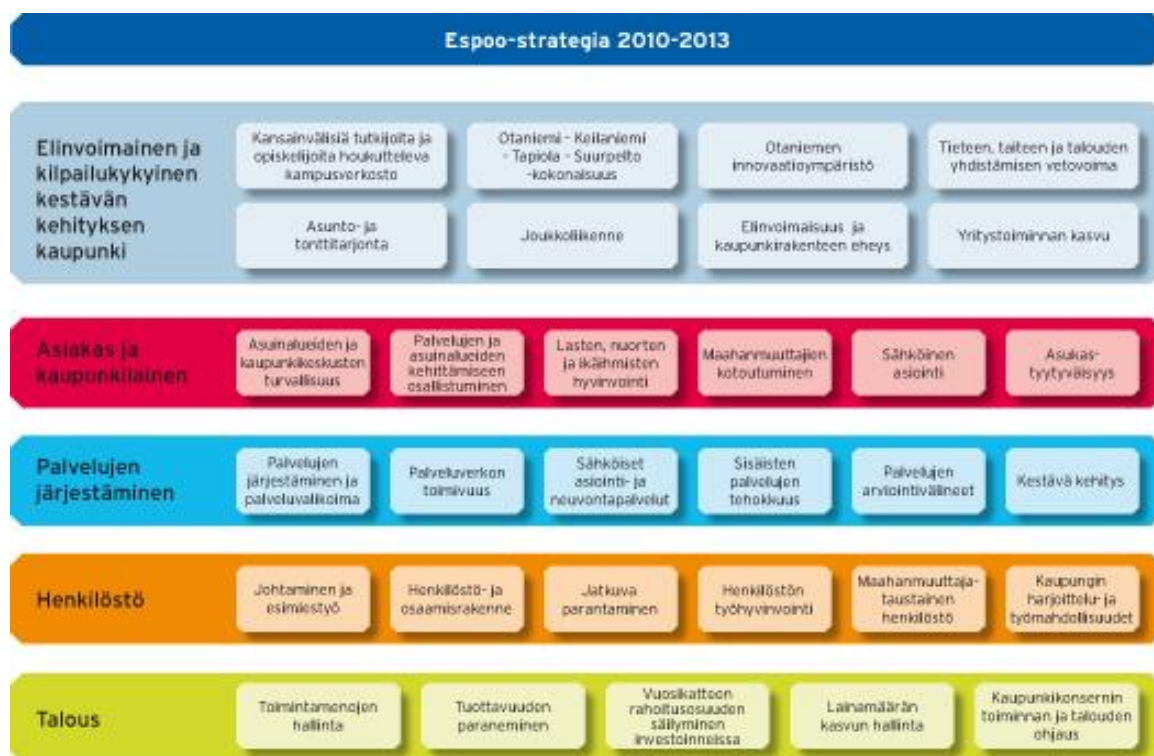 Espoo-strategia 2010-2013
Elinvoimainen ja
kilpailukykyinen
kestävän
kehityksen
kaupunki
Kansainvälisiä tutkijoita ja
opiskelijoita houkutteleva
kampusverkosto
Otaniemi - Keilaniemi
- Tapiola - Suurpelto
-kokonaisuus
Otaniemen
innovaatioympäristö
Tieteen, taiteen ja talouden
yhdistämisen vetovoima
Asunto- ja
tonttitarjonta
Joukkoliikenne
Elinvoimaisuus ja
kaupunkirakenteen eheys
Yritystoiminnan kasvu
Asiakas ja
kaupunkilainen
Asuinalueiden ja
kaupunkikeskusten
turvallisuus
Palvelujen ja
asuinalueiden
kehittämiseen
osallistuminen
Lasten, nuorten
ja ikäihmisten
hyvinvointi
Maahanmuuttajien
kotoutuminen
Sähköinen
asiointi
Asukas-
tyytyväisyys
Palvelujen
järjestäminen
Palvelujen
järjestäminen ja
palveluvalikoima
Palveluverkon
toimivuus
Sähköiset
asiointi- ja
neuvontapalvelut
Sisäisten
palvelujen
tehokkuus
Palvelujen
arviointivälineet
Kestävä kehitys
Henkilöstö
Johtaminen ja
esimiestyö
Henkilöstö- ja
osaamisrakenne
Jatkuva
parantaminen
Henkilöstön
työhyvinvointi
Maahanmuuttaja-
taustainen
henkilöstö
Kaupungin
harjoittelu- ja
työmahdollisuudet
Talous
Toimintamenojen
hallinta
Tuottavuuden
paraneminen
Vuosikatteen
rahoitusosuuden
säilyminen
investoinneissa
Lainamäärän
kasvun hallinta
Kaupunkikonsernin
toiminnan ja talouden
ohjaus